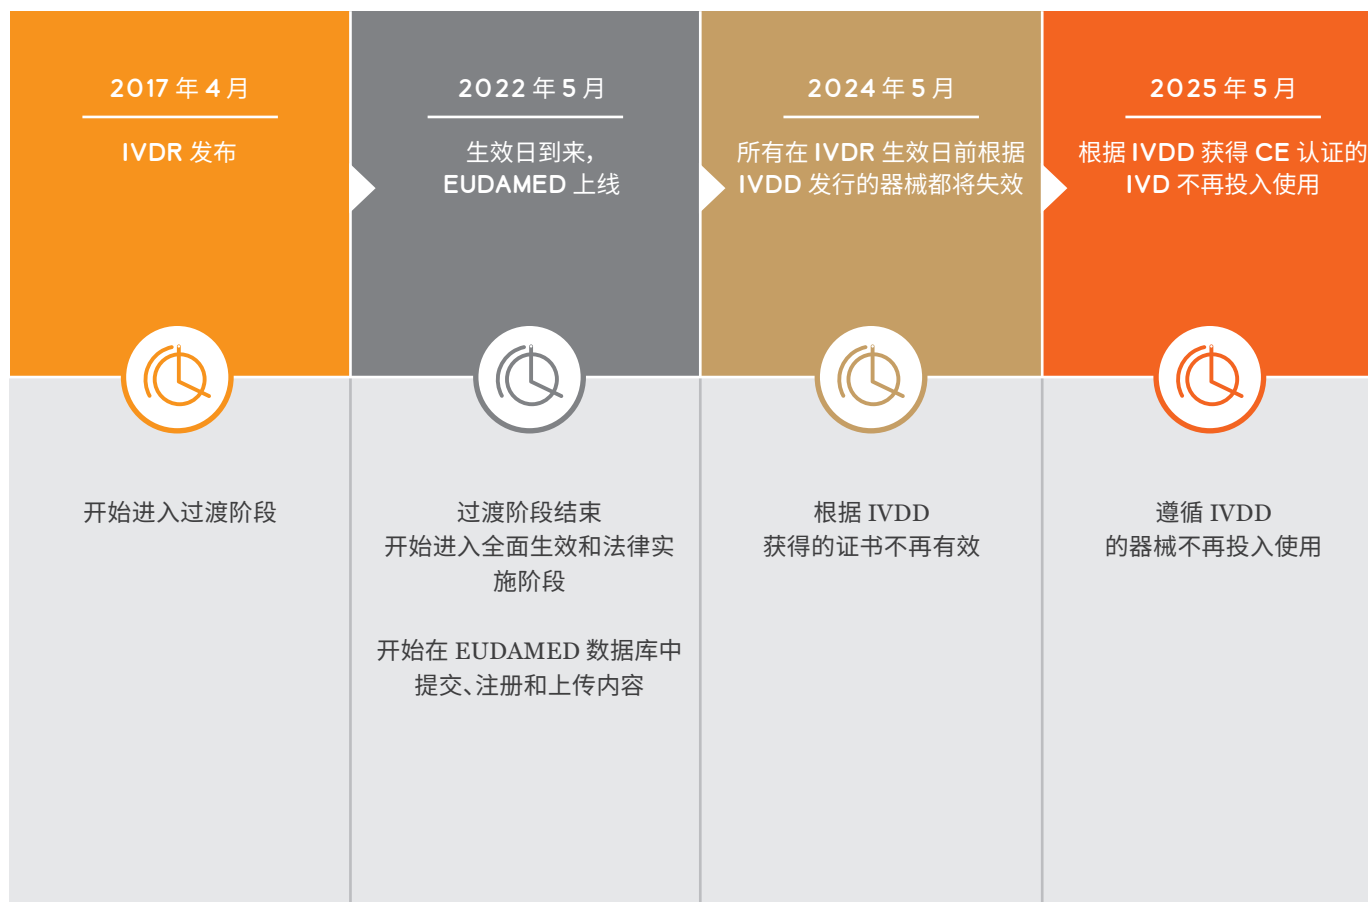 2017 年 4 月
IVDR 发布
开始进入过渡阶段
2022 年 5 月
生效日到来，
EUDAMED 上线
过渡阶段结束
开始进入全面生效和法律实
施阶段
开始在 EUDAMED 数据库中
提交、注册和上传内容
2024 年 5 月
所有在 IVDR 生效日前根据
IVDD 发行的器械都将失效
根据 IVDD
获得的证书不再有效
2025 年 5 月
根据 IVDD 获得 CE 认证的
IVD 不再投入使用
遵循 IVDD
的器械不再投入使用